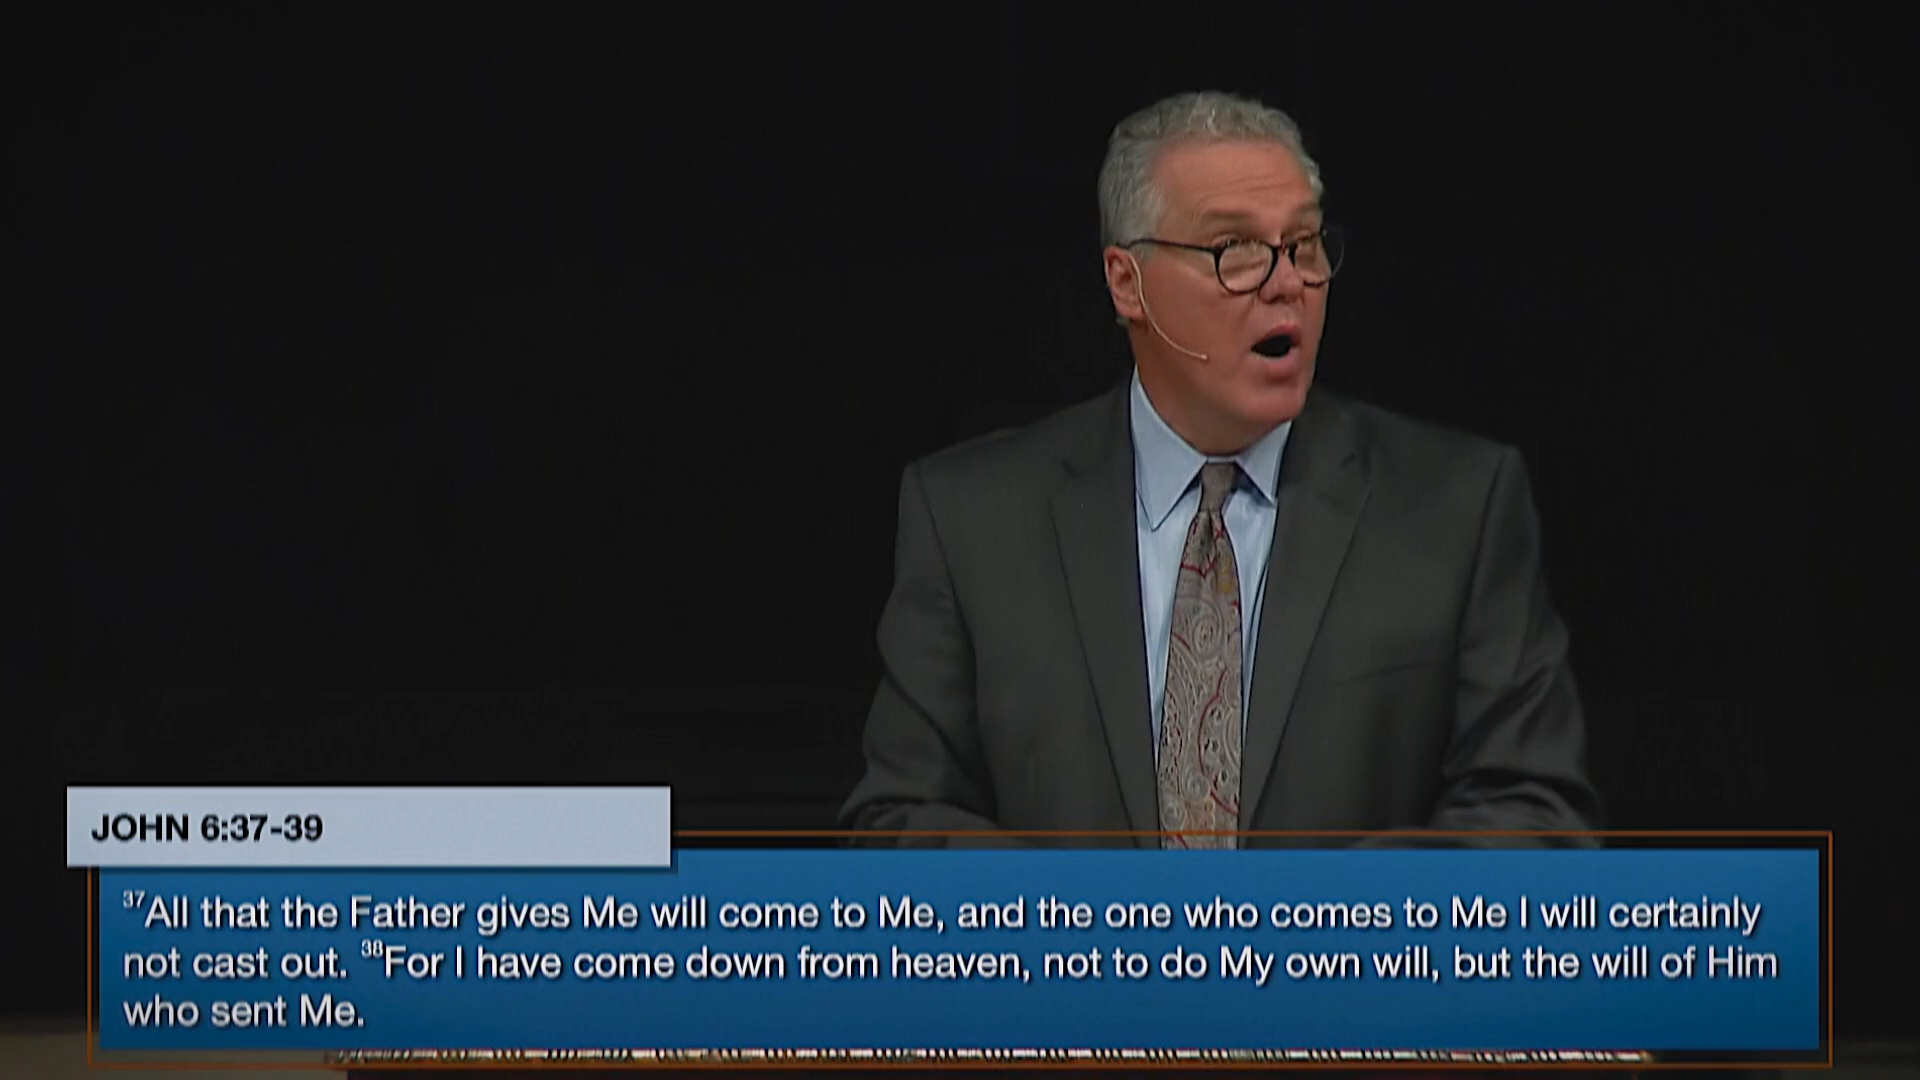 JOHN 6:37-39
³⁷All that the Father gives Me will come to Me, and the one who comes to Me I will certainly
not cast out. ³⁸For I have come down from heaven, not to do My own will, but the will of Him
who sent Me.